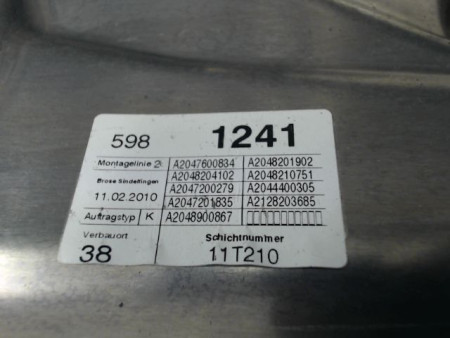 598 1241
Montagelinie 2 A2047600834 A2048201902
Brose Sindelfingen A2048204102 A2048210751
11.02.2010 A2047200279 A2044400305
A2047201835 A2128203685
Auftragstyp K A2048900867
Verbauort Schichtnummer
38 11T210